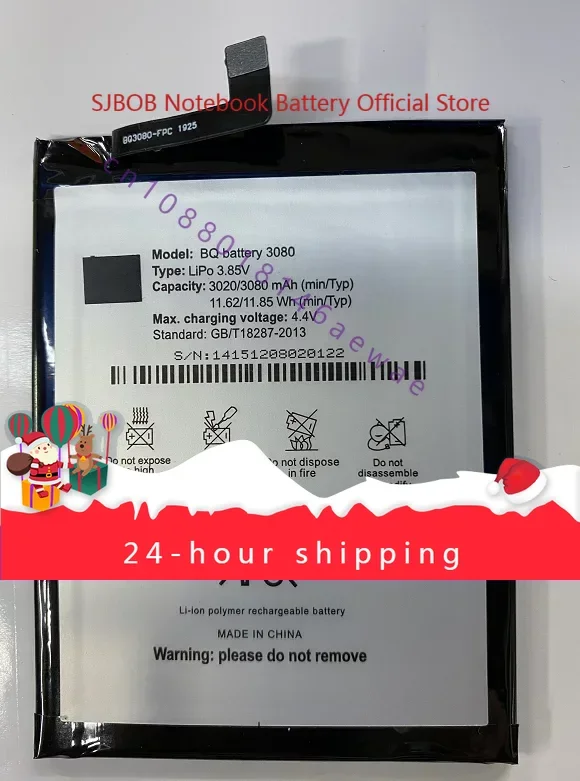 SJBOB Notebook Battery Official Store
BQ3080-FPC 1925
cn1088018146aewae
Model: BQ battery 3080
Type: LiPo 3.85V
Capacity: 3020/3080 mAh (min/Typ)
11.62/11.85 Wh (min/Typ)
Max. charging voltage: 4.4V
Standard: GB/T18287-2013
S/N:14151208020122
not expose
high
not dispose
in fire
Do not
disassemble
24-hour shipping
Li-ion polymer rechargeable battery
MADE IN CHINA
Warning: please do not remove